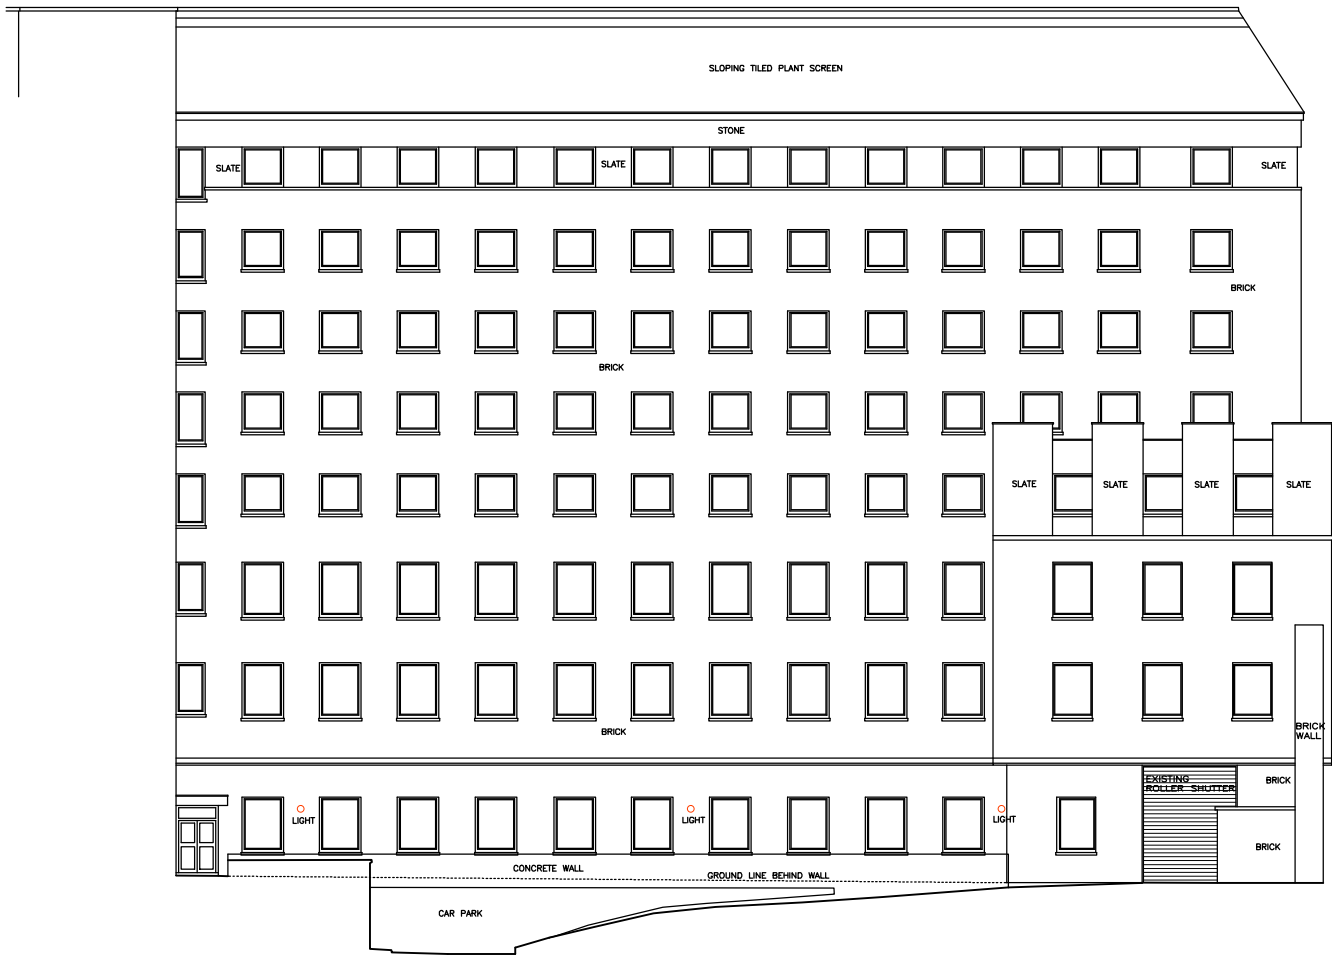 SLOPING TILED PLANT SCREEN
STONE
SLATE
SLATE
SLATE
BRICK
BRICK
SLATE
SLATE
SLATE
SLATE
BRICK
BRICK
WALL
EXISTING
ROLLER SHUTTER
BRICK
LIGHT
LIGHT
LIGHT
BRICK
CONCRETE WALL
GROUND LINE BEHIND WALL
CAR PARK